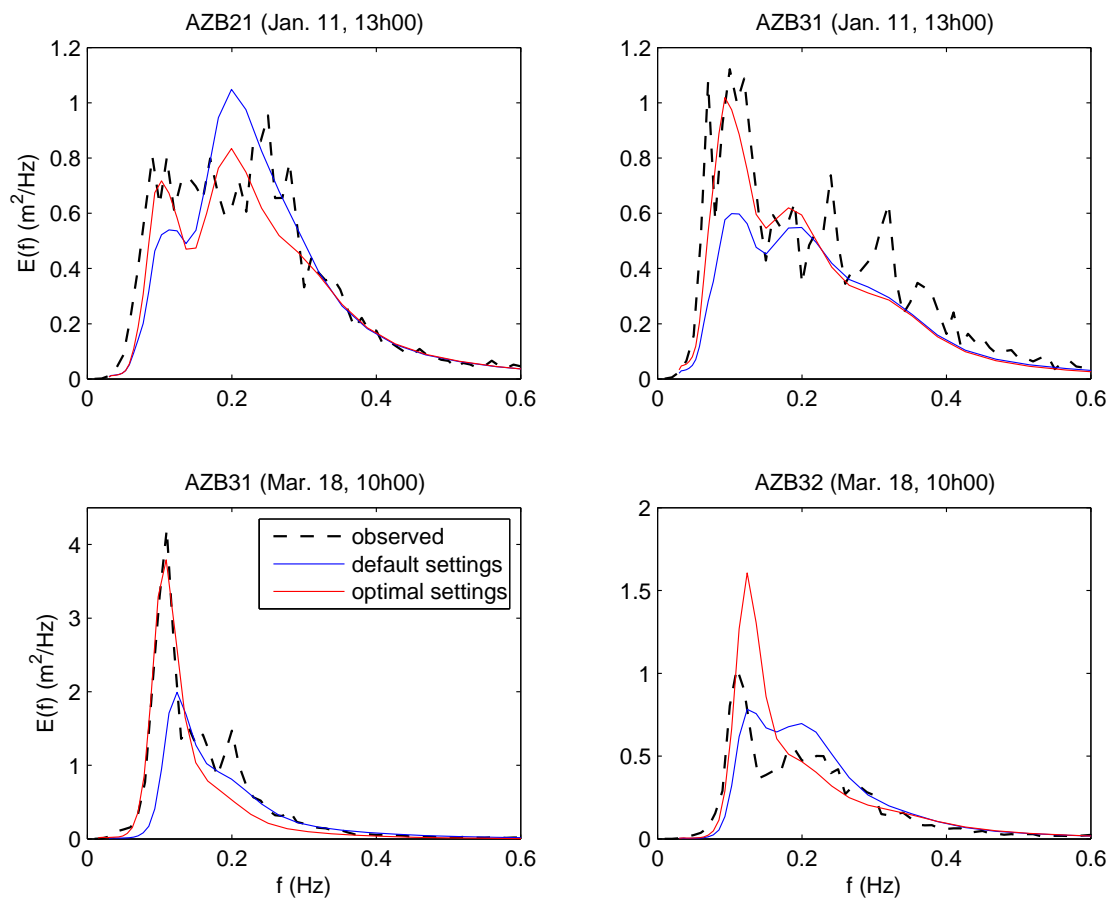 AZB21 (Jan. 11, 13h00)
1.2
1
0.8
0.6
0.4
0.2
0
E(f) (m²/Hz)
0 0.2 0.4 0.6
AZB31 (Jan. 11, 13h00)
1.2
1
0.8
0.6
0.4
0.2
0
0 0.2 0.4 0.6
AZB31 (Mar. 18, 10h00)
4
3
2
1
0
E(f) (m²/Hz)
observed
default settings
optimal settings
0 0.2 0.4 0.6
f (Hz)
AZB32 (Mar. 18, 10h00)
2
1.5
1
0.5
0
0 0.2 0.4 0.6
f (Hz)